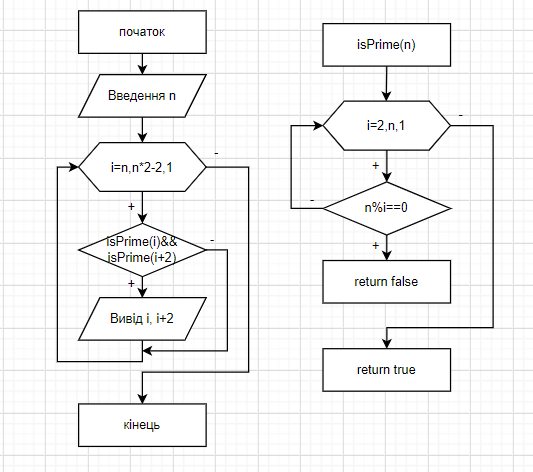 початок
Введення n
i=n,n*2-2,1
-
+
isPrime(i)&&
isPrime(i+2)
-
+
Вивід i, i+2
кінець
isPrime(n)
i=2,n,1
-
+
n%i==0
-
+
return false
return true